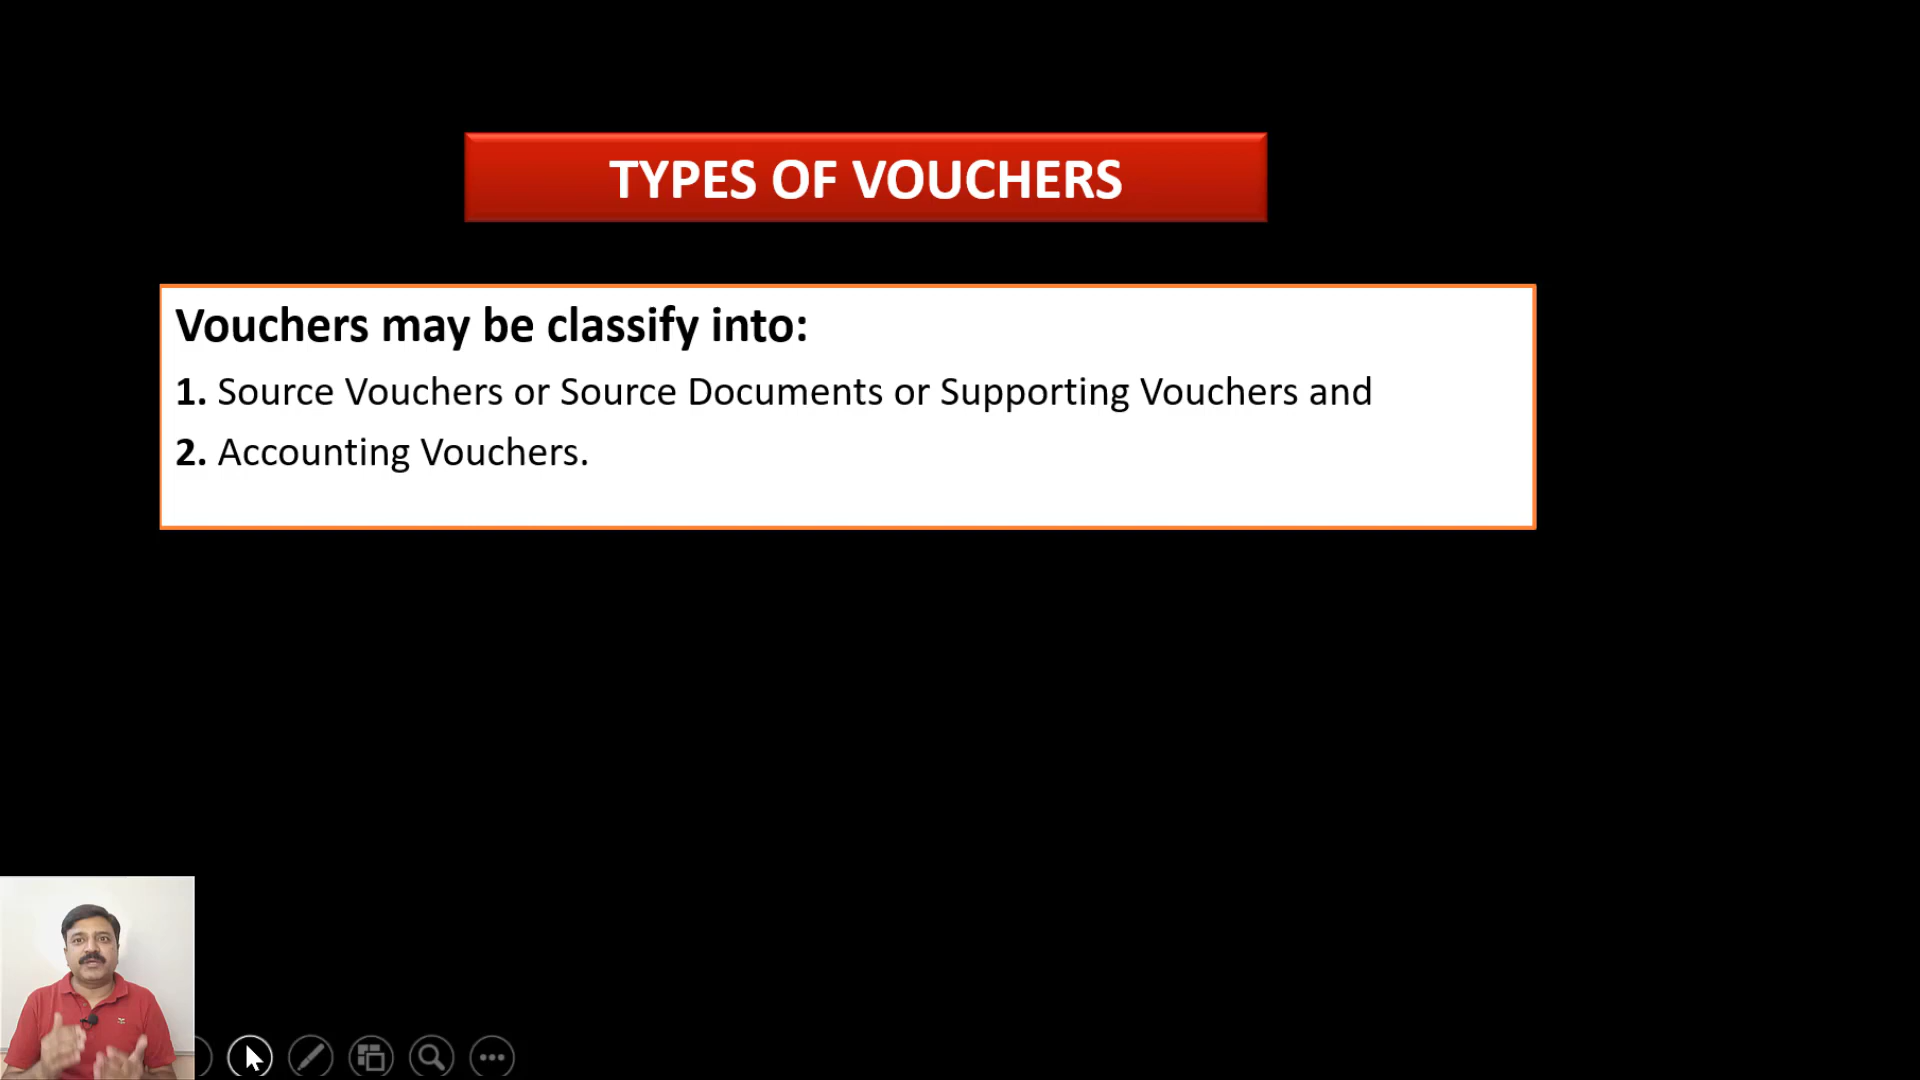 TYPES OF VOUCHERS
Vouchers may be classify into:
1. Source Vouchers or Source Documents or Supporting Vouchers and
2. Accounting Vouchers.